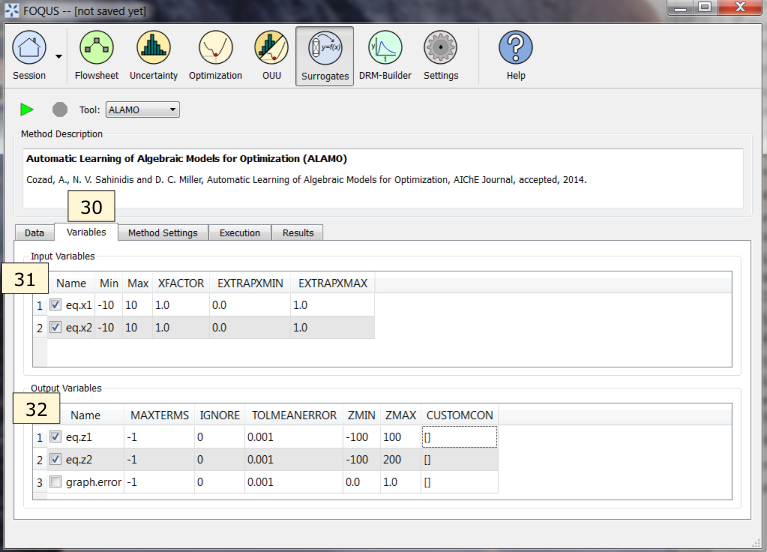 FOQUS -- [not saved yet]
Session Flowsheet Uncertainty Optimization OUU Surrogates DRM-Builder Settings Help
y=f(x)
y
t
?
Tool: ALAMO
Method Description
Automatic Learning of Algebraic Models for Optimization (ALAMO)
Cozad, A., N. V. Sahinidis and D. C. Miller, Automatic Learning of Algebraic Models for Optimization, AIChE Journal, accepted, 2014.
30
Data Variables Method Settings Execution Results
Input Variables
31
Name Min Max XFACTOR EXTRAPXMIN EXTRAPXMAX
1 eq.x1 -10 10 1.0 0.0 1.0
2 eq.x2 -10 10 1.0 0.0 1.0
Output Variables
32
Name MAXTERMS IGNORE TOLMEANERROR ZMIN ZMAX CUSTOMCON
1 eq.z1 -1 0 0.001 -100 100 []
2 eq.z2 -1 0 0.001 -100 200 []
3 graph.error -1 0 0.001 0.0 1.0 []